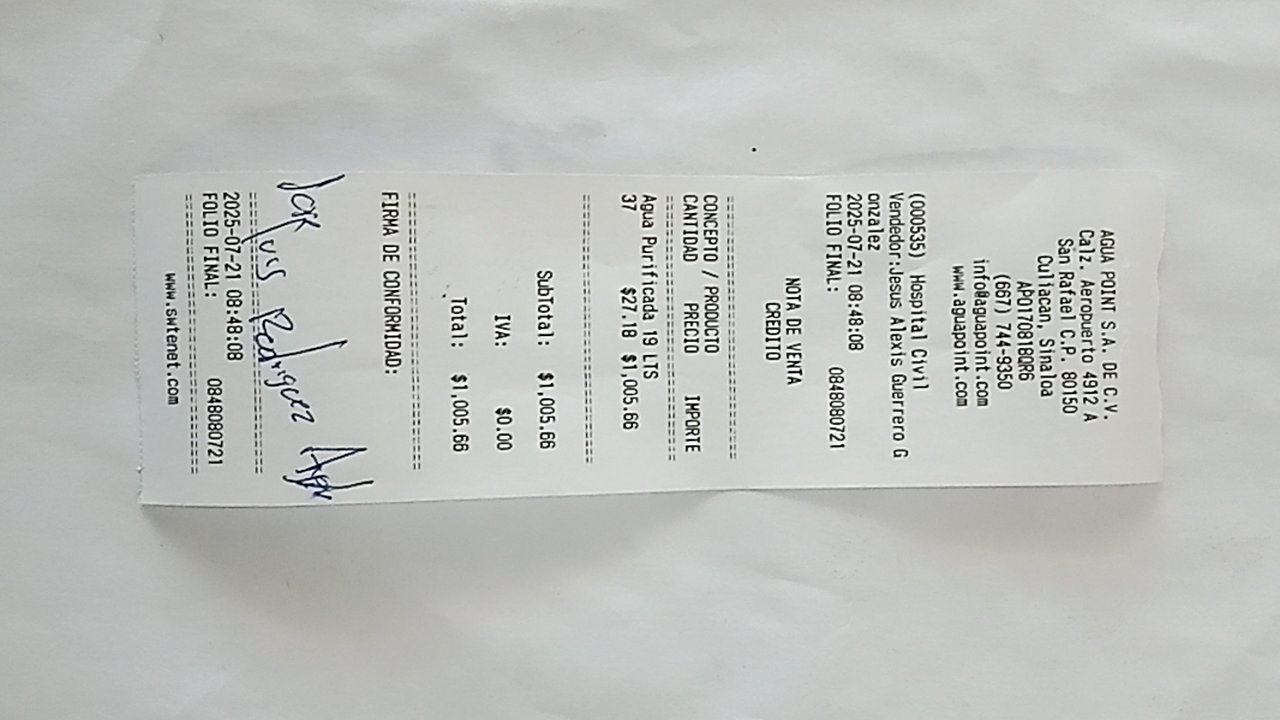 AGUA POINT S.A. DE C.V.
Calz. Aeropuerto 4912 A
San Rafael C.P. 80150
Culiacan, Sinaloa
APO170818QR6
(667) 744-9350
info@aguapoint.com
www.aguapoint.com
(000535) Hospital Civil
Vendedor:Jesus Alexis Guerrero G
onzalez
2025-07-21 08:48:08
FOLIO FINAL: 0848080721
NOTA DE VENTA
CREDITO
==============================
CONCEPTO / PRODUCTO
CANTIDAD PRECIO IMPORTE
==============================
Agua Purificada 19 LTS
37 $27.18 $1,005.66
==============================
SubTotal: $1,005.66
IVA: $0.00
Total: $1,005.66
==============================
FIRMA DE CONFORMIDAD:
Jose Luis Rodriguez
==============================
2025-07-21 08:48:08
FOLIO FINAL: 0848080721
==============================
www.swtenet.com